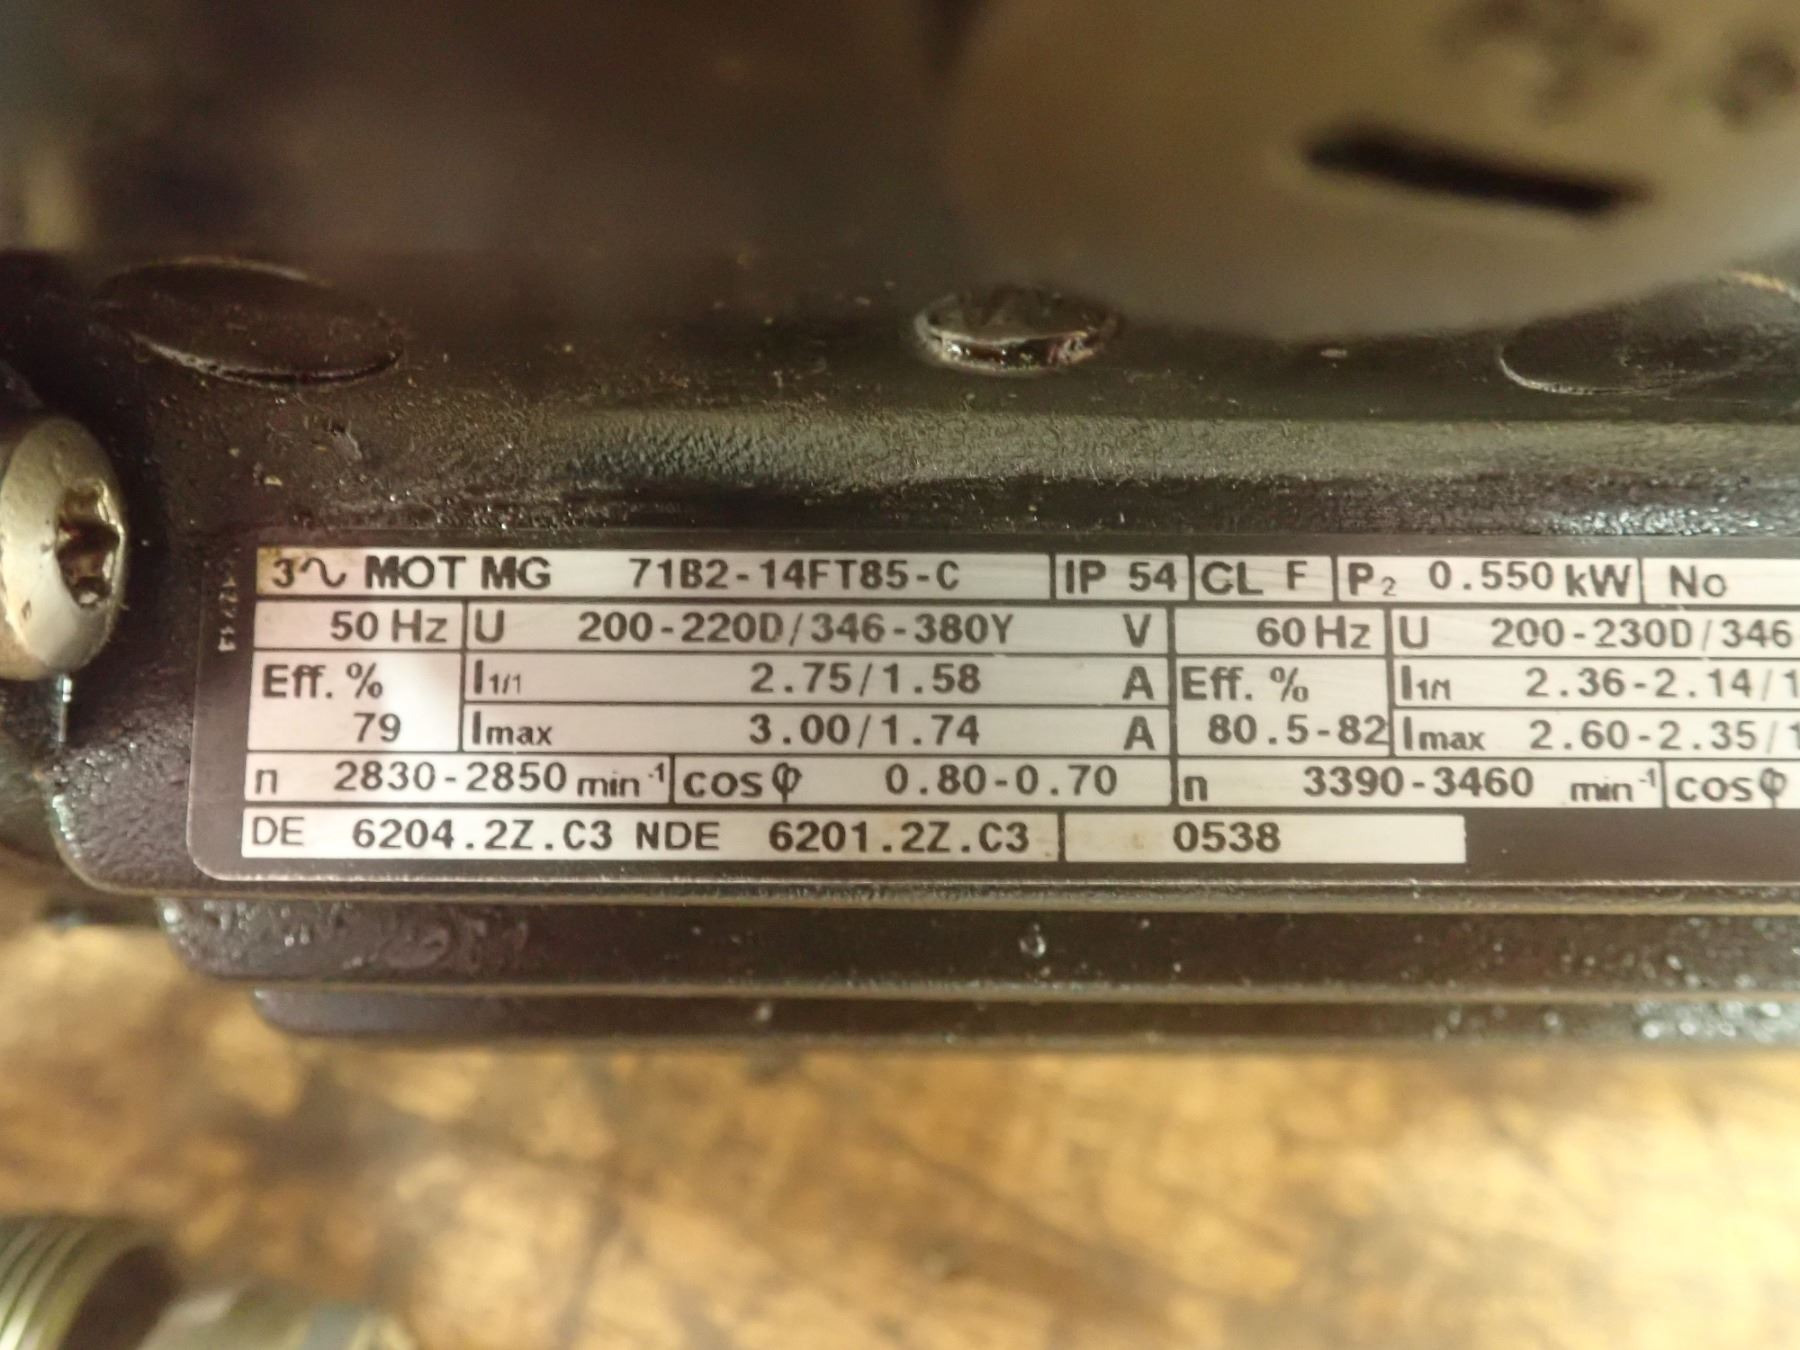 3∿ MOT MG 71B2-14FT85-C IP 54 CL F P₂ 0.550 kW No
50 Hz U 200-220D/346-380Y V 60 Hz U 200-230D/346
Eff. % I1/1 2.75/1.58 A Eff. % I1/1 2.36-2.14/1
79 Imax 3.00/1.74 A 80.5-82 Imax 2.60-2.35/1
n 2830-2850 min⁻¹ cos φ 0.80-0.70 n 3390-3460 min⁻¹ cos φ
DE 6204.2Z.C3 NDE 6201.2Z.C3 0538